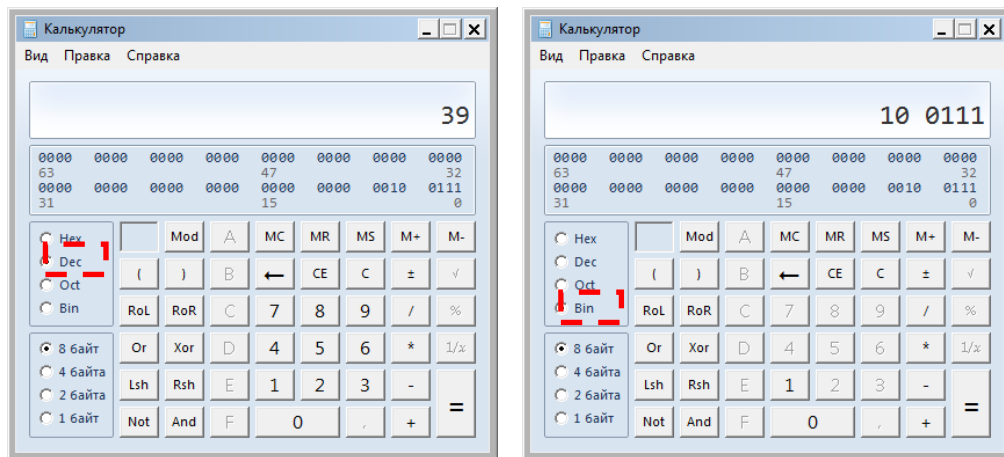 Калькулятор
Вид Правка Справка
39
0000 0000 0000 0000 0000 0000 0000 0000
63 47 32
0000 0000 0000 0000 0000 0000 0010 0111
31 15 0
Hex Mod A MC MR MS M+ M-
Dec ( ) B ← CE C ± √
Oct
Bin RoL RoR C 7 8 9 / %
8 байт Or Xor D 4 5 6 * 1/x
4 байта Lsh Rsh E 1 2 3 - =
2 байта
1 байт Not And F 0 , +
Калькулятор
Вид Правка Справка
10 0111
0000 0000 0000 0000 0000 0000 0000 0000
63 47 32
0000 0000 0000 0000 0000 0000 0010 0111
31 15 0
Hex Mod A MC MR MS M+ M-
Dec ( ) B ← CE C ± √
Oct
Bin RoL RoR C 7 8 9 / %
8 байт Or Xor D 4 5 6 * 1/x
4 байта Lsh Rsh E 1 2 3 - =
2 байта
1 байт Not And F 0 , +